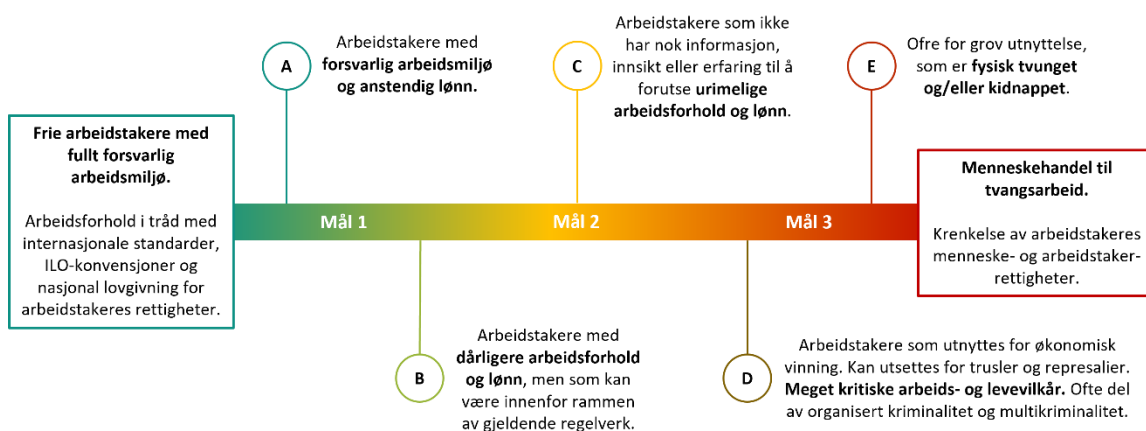 Frie arbeidstakere med
fullt forsvarlig
arbeidsmiljø.
Arbeidsforhold i tråd med
internasjonale standarder,
ILO-konvensjoner og
nasjonal lovgivning for
arbeidstakeres rettigheter.
A
Arbeidstakere med
forsvarlig arbeidsmiljø
og anstendig lønn.
C
Arbeidstakere som ikke
har nok informasjon,
innsikt eller erfaring til å
forutse urimelige
arbeidsforhold og lønn.
E
Ofre for grov utnyttelse,
som er fysisk tvunget
og/eller kidnappet.
Mål 1
Mål 2
Mål 3
Menneskehandel til
tvangsarbeid.
Krenkelse av arbeidstakeres
menneske- og arbeidstaker-
rettigheter.
B
Arbeidstakere med
dårligere arbeidsforhold
og lønn, men som kan
være innenfor rammen
av gjeldende regelverk.
D
Arbeidstakere som utnyttes for økonomisk
vinning. Kan utsettes for trusler og represalier.
Meget kritiske arbeids- og levevilkår. Ofte del
av organisert kriminalitet og multikriminalitet.